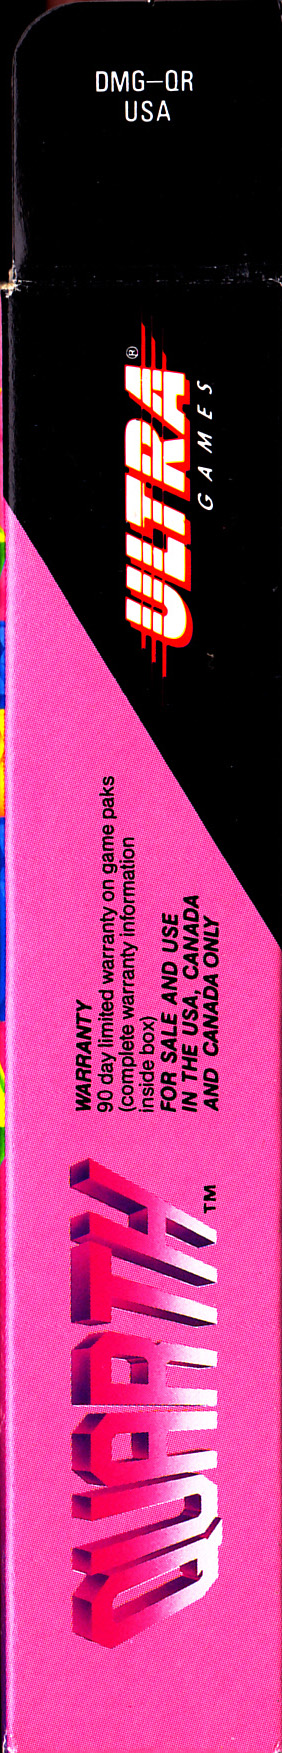 DMG-QR
USA
ULTRA®
GAMES
WARRANTY
90 day limited warranty on game paks
(complete warranty information
inside box)
FOR SALE AND USE
IN THE USA, CANADA
AND CANADA ONLY
QUARTH™